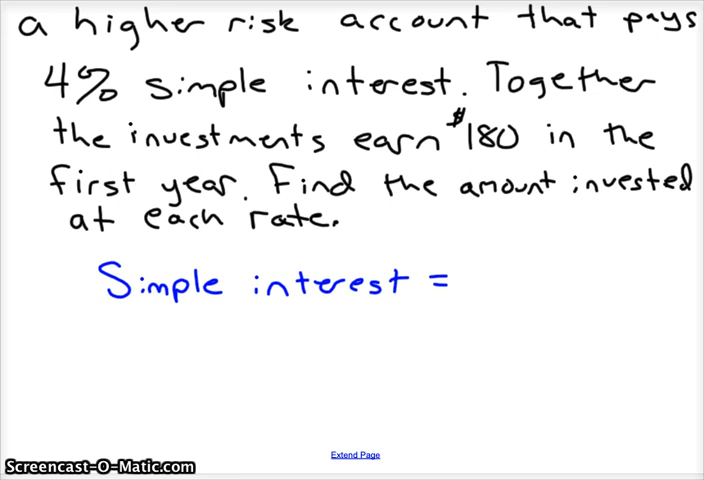 a higher risk account that pays
4% simple interest. Together
the investments earn $180 in the
first year. Find the amount invested
at each rate.
Simple interest =
Extend Page
Screencast-O-Matic.com